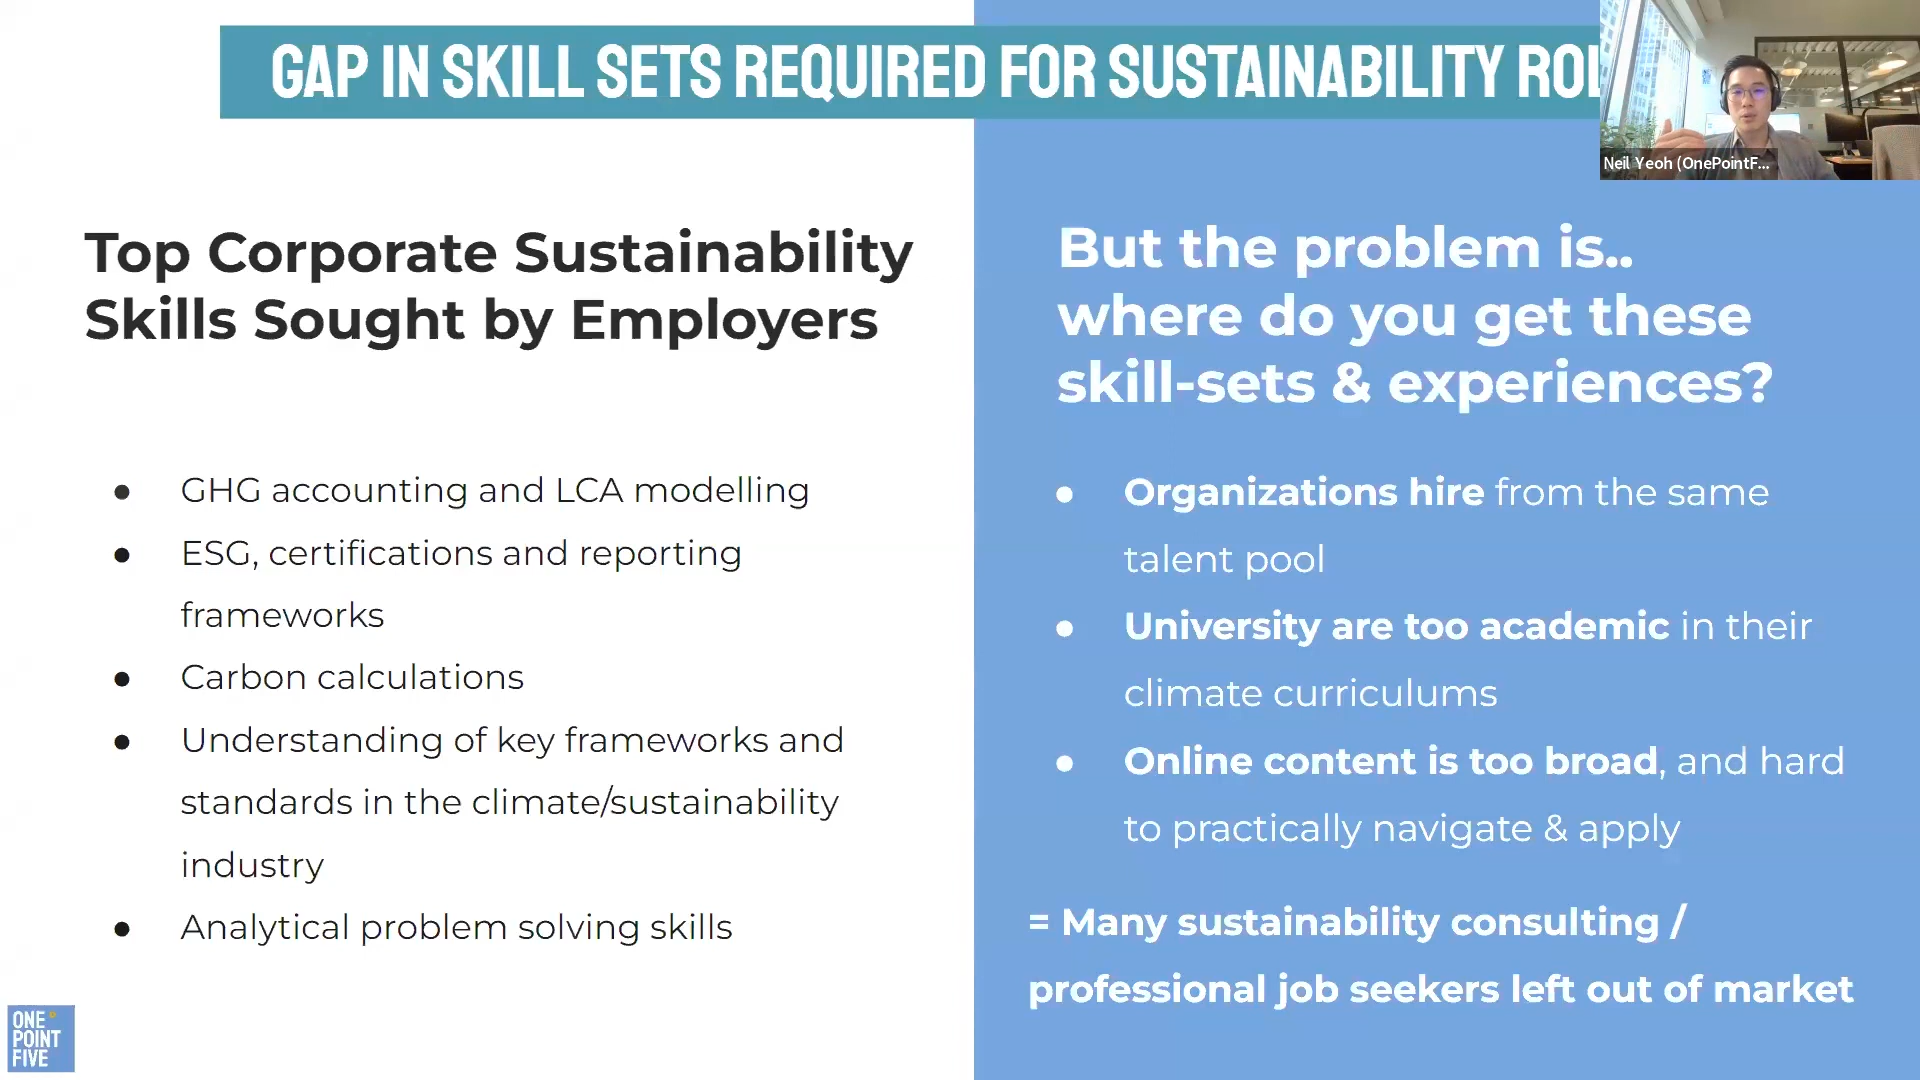 GAP IN SKILL SETS REQUIRED FOR SUSTAINABILITY ROL
Neil Yeoh (OnePointF...
Top Corporate Sustainability
Skills Sought by Employers
● GHG accounting and LCA modelling
● ESG, certifications and reporting
frameworks
● Carbon calculations
● Understanding of key frameworks and
standards in the climate/sustainability
industry
● Analytical problem solving skills
But the problem is..
where do you get these
skill-sets & experiences?
● Organizations hire from the same
talent pool
● University are too academic in their
climate curriculums
● Online content is too broad, and hard
to practically navigate & apply
= Many sustainability consulting /
professional job seekers left out of market
ONE
POINT
FIVE